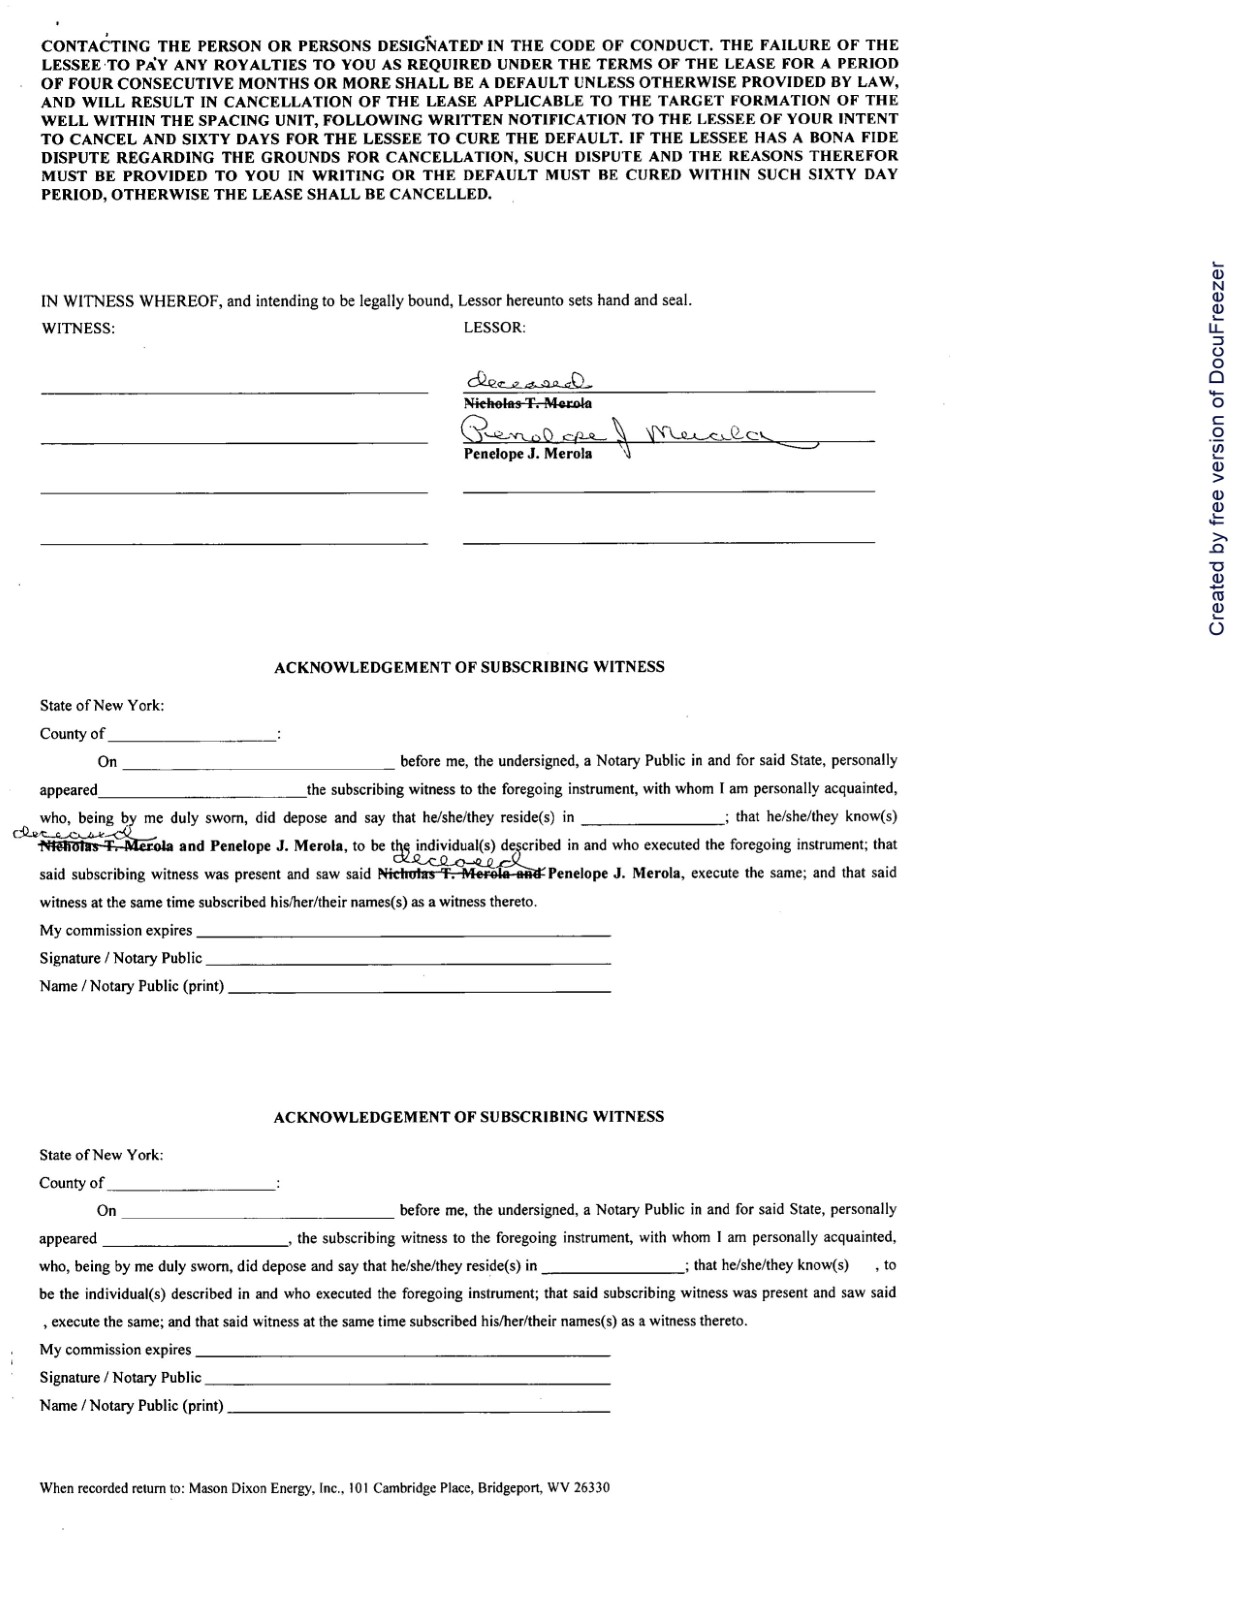 CONTACTING THE PERSON OR PERSONS DESIGNATED IN THE CODE OF CONDUCT. THE FAILURE OF THE
LESSEE TO PAY ANY ROYALTIES TO YOU AS REQUIRED UNDER THE TERMS OF THE LEASE FOR A PERIOD
OF FOUR CONSECUTIVE MONTHS OR MORE SHALL BE A DEFAULT UNLESS OTHERWISE PROVIDED BY LAW,
AND WILL RESULT IN CANCELLATION OF THE LEASE APPLICABLE TO THE TARGET FORMATION OF THE
WELL WITHIN THE SPACING UNIT, FOLLOWING WRITTEN NOTIFICATION TO THE LESSEE OF YOUR INTENT
TO CANCEL AND SIXTY DAYS FOR THE LESSEE TO CURE THE DEFAULT. IF THE LESSEE HAS A BONA FIDE
DISPUTE REGARDING THE GROUNDS FOR CANCELLATION, SUCH DISPUTE AND THE REASONS THEREFOR
MUST BE PROVIDED TO YOU IN WRITING OR THE DEFAULT MUST BE CURED WITHIN SUCH SIXTY DAY
PERIOD, OTHERWISE THE LEASE SHALL BE CANCELLED.
IN WITNESS WHEREOF, and intending to be legally bound, Lessor hereunto sets hand and seal.
WITNESS: LESSOR:
deceased
Nicholas T. Merola
Penelope J Merola
Penelope J. Merola
ACKNOWLEDGEMENT OF SUBSCRIBING WITNESS
State of New York:
County of ____________________:
On ____________________ before me, the undersigned, a Notary Public in and for said State, personally
appeared____________________the subscribing witness to the foregoing instrument, with whom I am personally acquainted,
who, being by me duly sworn, did depose and say that he/she/they reside(s) in ____________________; that he/she/they know(s)
deceased
Nicholas T. Merola and Penelope J. Merola, to be the individual(s) described in and who executed the foregoing instrument; that
deceased
said subscribing witness was present and saw said Nicholas T. Merola and Penelope J. Merola, execute the same; and that said
witness at the same time subscribed his/her/their names(s) as a witness thereto.
My commission expires ____________________
Signature / Notary Public ____________________
Name / Notary Public (print) ____________________
ACKNOWLEDGEMENT OF SUBSCRIBING WITNESS
State of New York:
County of ____________________:
On ____________________ before me, the undersigned, a Notary Public in and for said State, personally
appeared ____________________, the subscribing witness to the foregoing instrument, with whom I am personally acquainted,
who, being by me duly sworn, did depose and say that he/she/they reside(s) in ____________________; that he/she/they know(s) , to
be the individual(s) described in and who executed the foregoing instrument; that said subscribing witness was present and saw said
, execute the same; and that said witness at the same time subscribed his/her/their names(s) as a witness thereto.
My commission expires ____________________
Signature / Notary Public ____________________
Name / Notary Public (print) ____________________
When recorded return to: Mason Dixon Energy, Inc., 101 Cambridge Place, Bridgeport, WV 26330
Created by free version of DocuFreezer